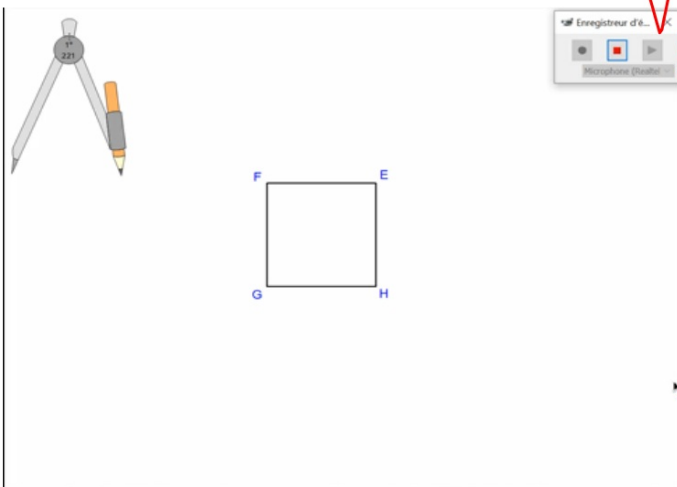 Enregistreur d'é...
1°
221
Microphone (Realtel
F
E
G
H